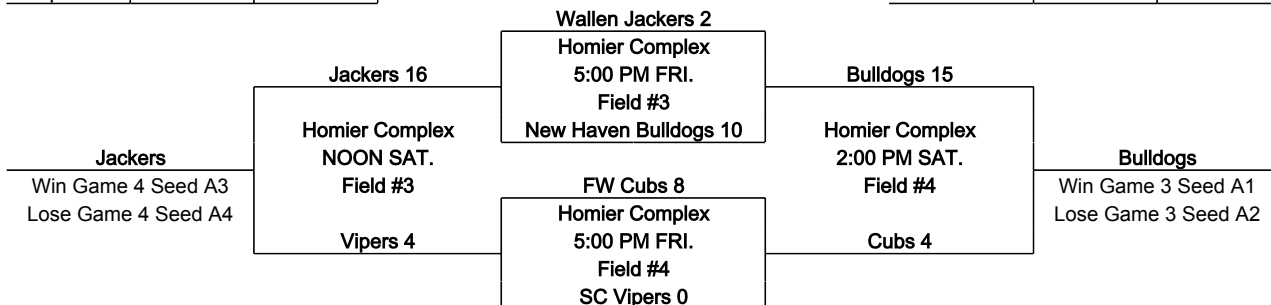 Wallen Jackers 2
Homier Complex
5:00 PM FRI.
Field #3
New Haven Bulldogs 10
Jackers 16
Homier Complex
NOON SAT.
Field #3
Vipers 4
Jackers
Win Game 4 Seed A3
Lose Game 4 Seed A4
Bulldogs 15
Homier Complex
2:00 PM SAT.
Field #4
Cubs 4
Bulldogs
Win Game 3 Seed A1
Lose Game 3 Seed A2
FW Cubs 8
Homier Complex
5:00 PM FRI.
Field #4
SC Vipers 0